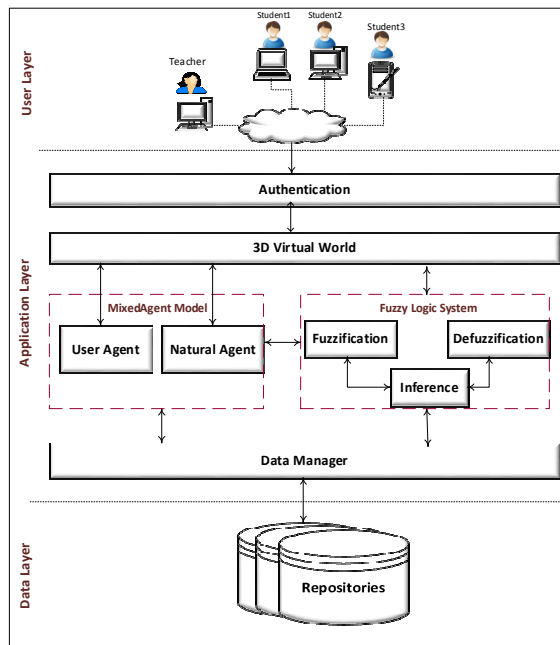 User Layer
Student1
Student2
Student3
Teacher
Application Layer
Authentication
3D Virtual World
MixedAgent Model
User Agent
Natural Agent
Fuzzy Logic System
Fuzzification
Defuzzification
Inference
Data Manager
Data Layer
Repositories